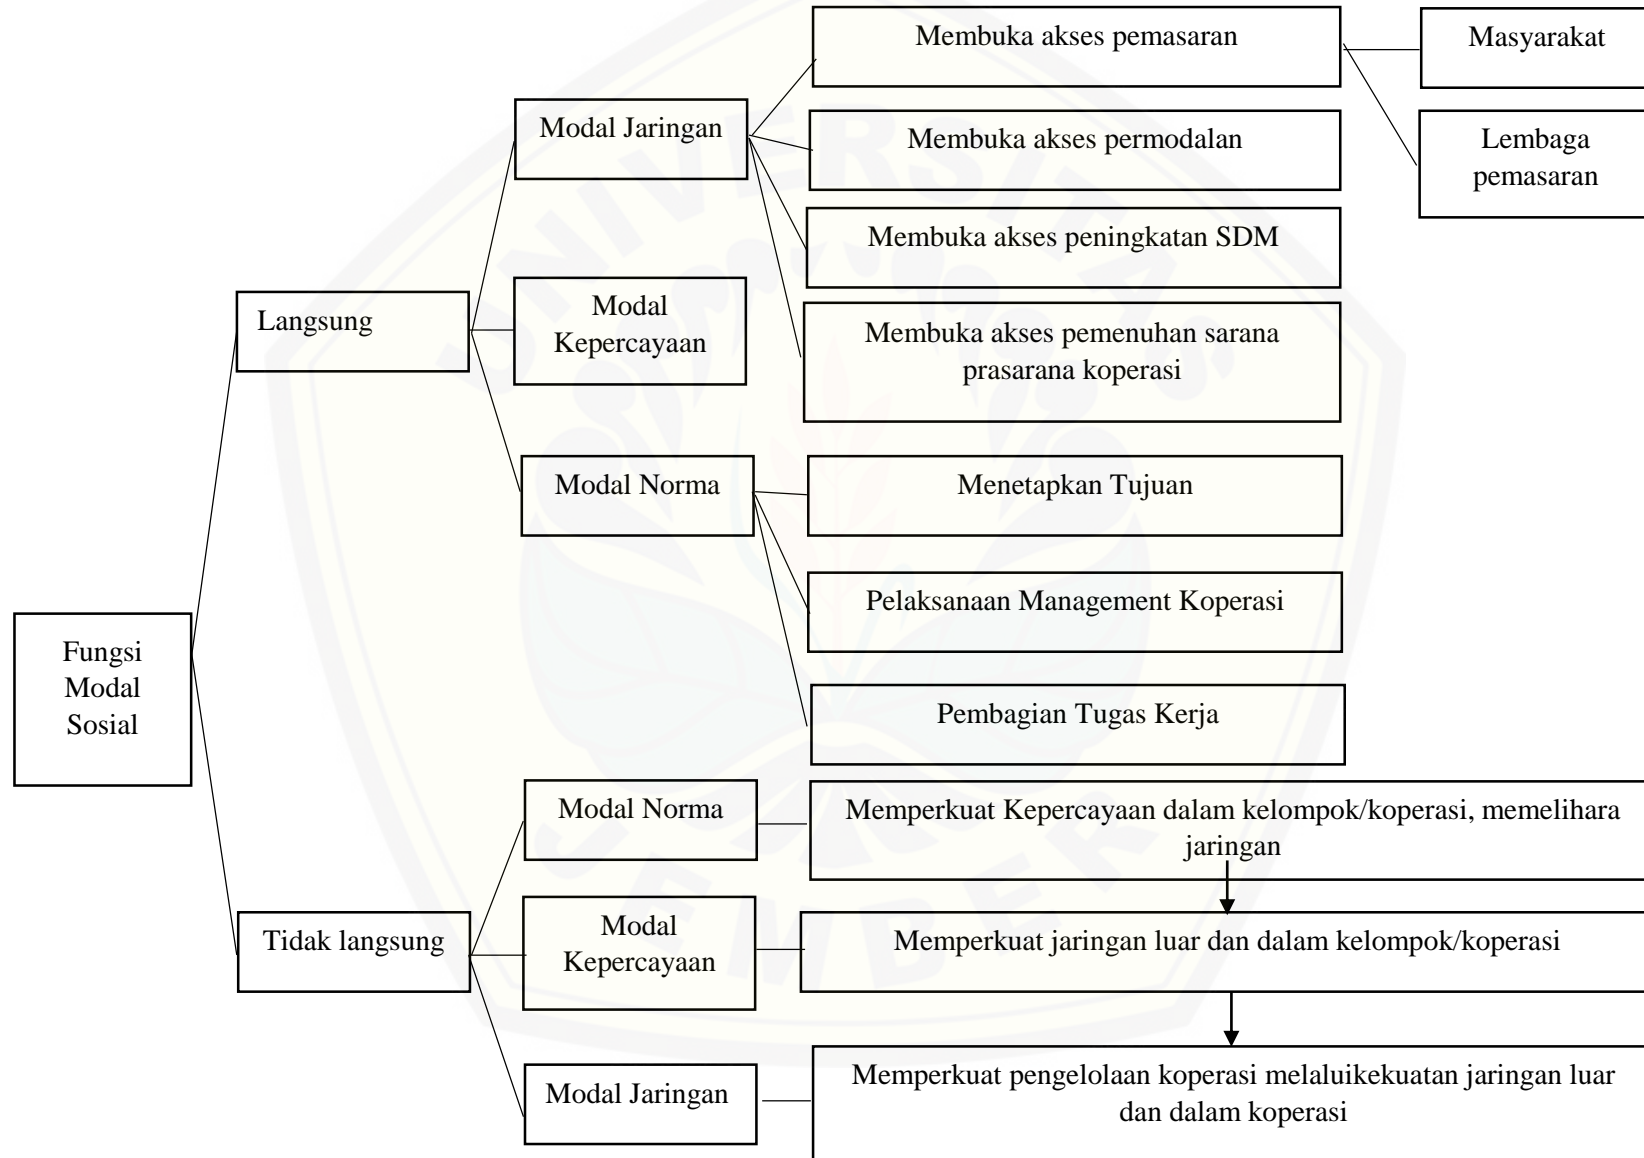 Membuka akses pemasaran
Masyarakat
Modal Jaringan
Membuka akses permodalan
Lembaga
pemasaran
Membuka akses peningkatan SDM
Langsung
Modal
Kepercayaan
Membuka akses pemenuhan sarana
prasarana koperasi
Modal Norma
Menetapkan Tujuan
Pelaksanaan Management Koperasi
Fungsi
Modal
Sosial
Pembagian Tugas Kerja
Modal Norma
Memperkuat Kepercayaan dalam kelompok/koperasi, memelihara
jaringan
Tidak langsung
Modal
Kepercayaan
Memperkuat jaringan luar dan dalam kelompok/koperasi
Modal Jaringan
Memperkuat pengelolaan koperasi melaluikekuatan jaringan luar
dan dalam koperasi
UNIVERSITAS
JEMBER